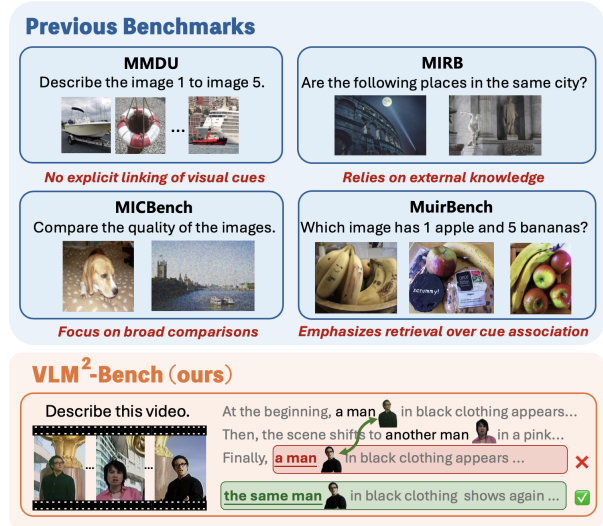 Previous Benchmarks
MMDU
Describe the image 1 to image 5.
...
No explicit linking of visual cues
MIRB
Are the following places in the same city?
Relies on external knowledge
MICBench
Compare the quality of the images.
Focus on broad comparisons
MuirBench
Which image has 1 apple and 5 bananas?
scrummy!
Emphasizes retrieval over cue association
VLM²-Bench (ours)
Describe this video.
... ...
At the beginning, a man in black clothing appears...
Then, the scene shifts to another man in a pink...
Finally, a man in black clothing appears ...
the same man in black clothing shows again ...